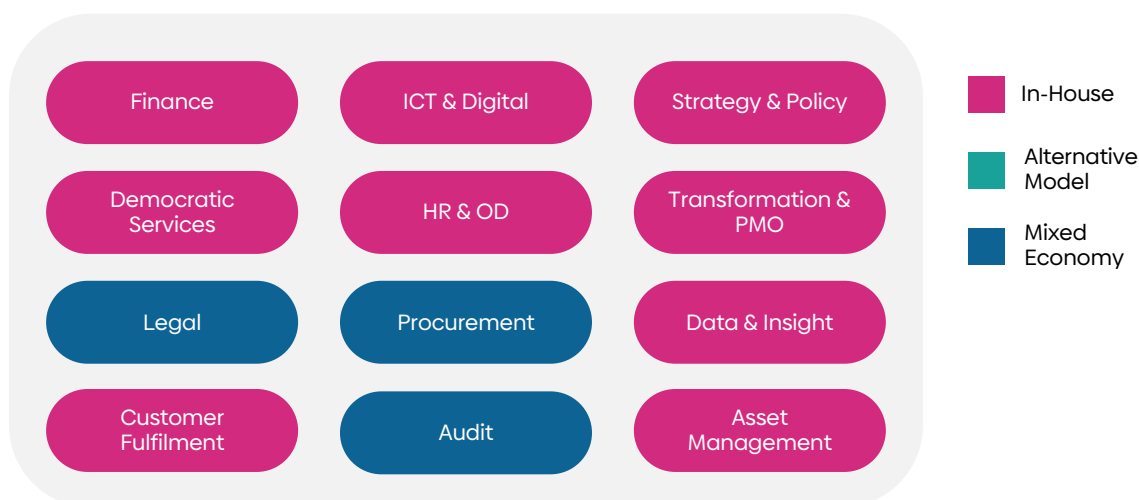 Finance
ICT & Digital
Strategy & Policy
Democratic
Services
HR & OD
Transformation &
PMO
Legal
Procurement
Data & Insight
Customer
Fulfilment
Audit
Asset
Management
In-House
Alternative
Model
Mixed
Economy